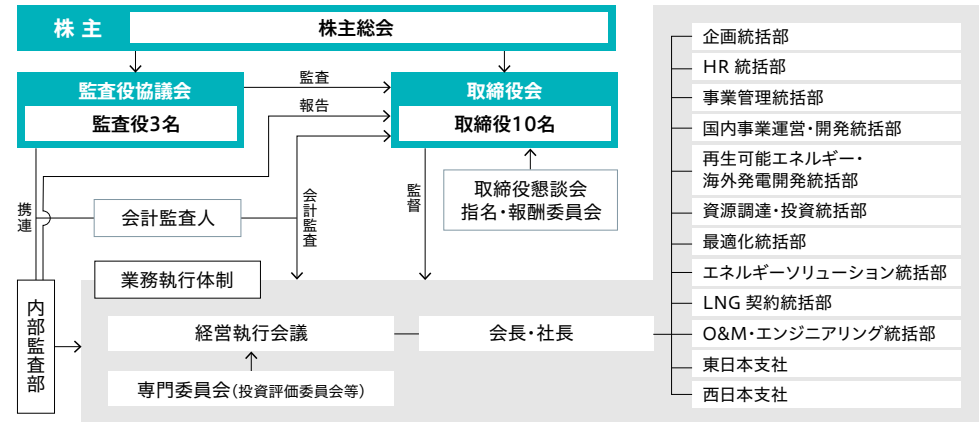 株主
株主総会
監査役協議会
監査役3名
監査
報告
取締役会
取締役10名
取締役懇談会
指名・報酬委員会
携連
会計監査人
会計監査
監督
業務執行体制
内部監査部
経営執行会議
会長・社長
専門委員会(投資評価委員会等)
企画統括部
HR 統括部
事業管理統括部
国内事業運営・開発統括部
再生可能エネルギー・
海外発電開発統括部
資源調達・投資統括部
最適化統括部
エネルギーソリューション統括部
LNG 契約統括部
O&M・エンジニアリング統括部
東日本支社
西日本支社